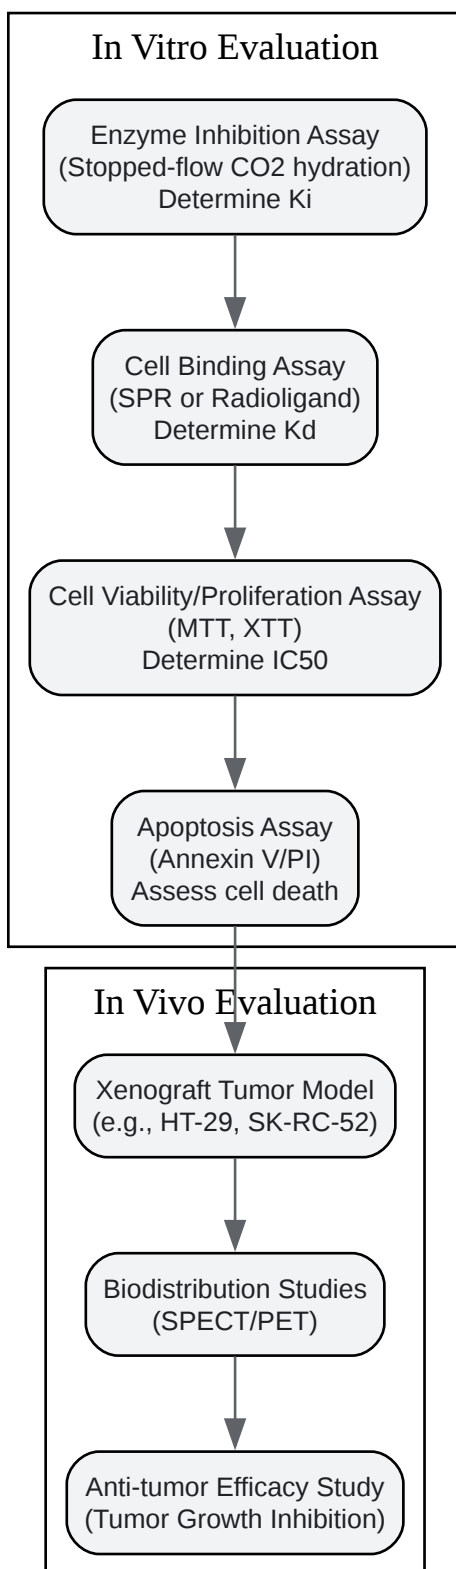 In Vitro Evaluation
Enzyme Inhibition Assay
(Stopped-flow CO2 hydration)
Determine Ki
Cell Binding Assay
(SPR or Radioligand)
Determine Kd
Cell Viability/Proliferation Assay
(MTT, XTT)
Determine IC50
Apoptosis Assay
(Annexin V/PI)
Assess cell death
In Vivo Evaluation
Xenograft Tumor Model
(e.g., HT-29, SK-RC-52)
Biodistribution Studies
(SPECT/PET)
Anti-tumor Efficacy Study
(Tumor Growth Inhibition)